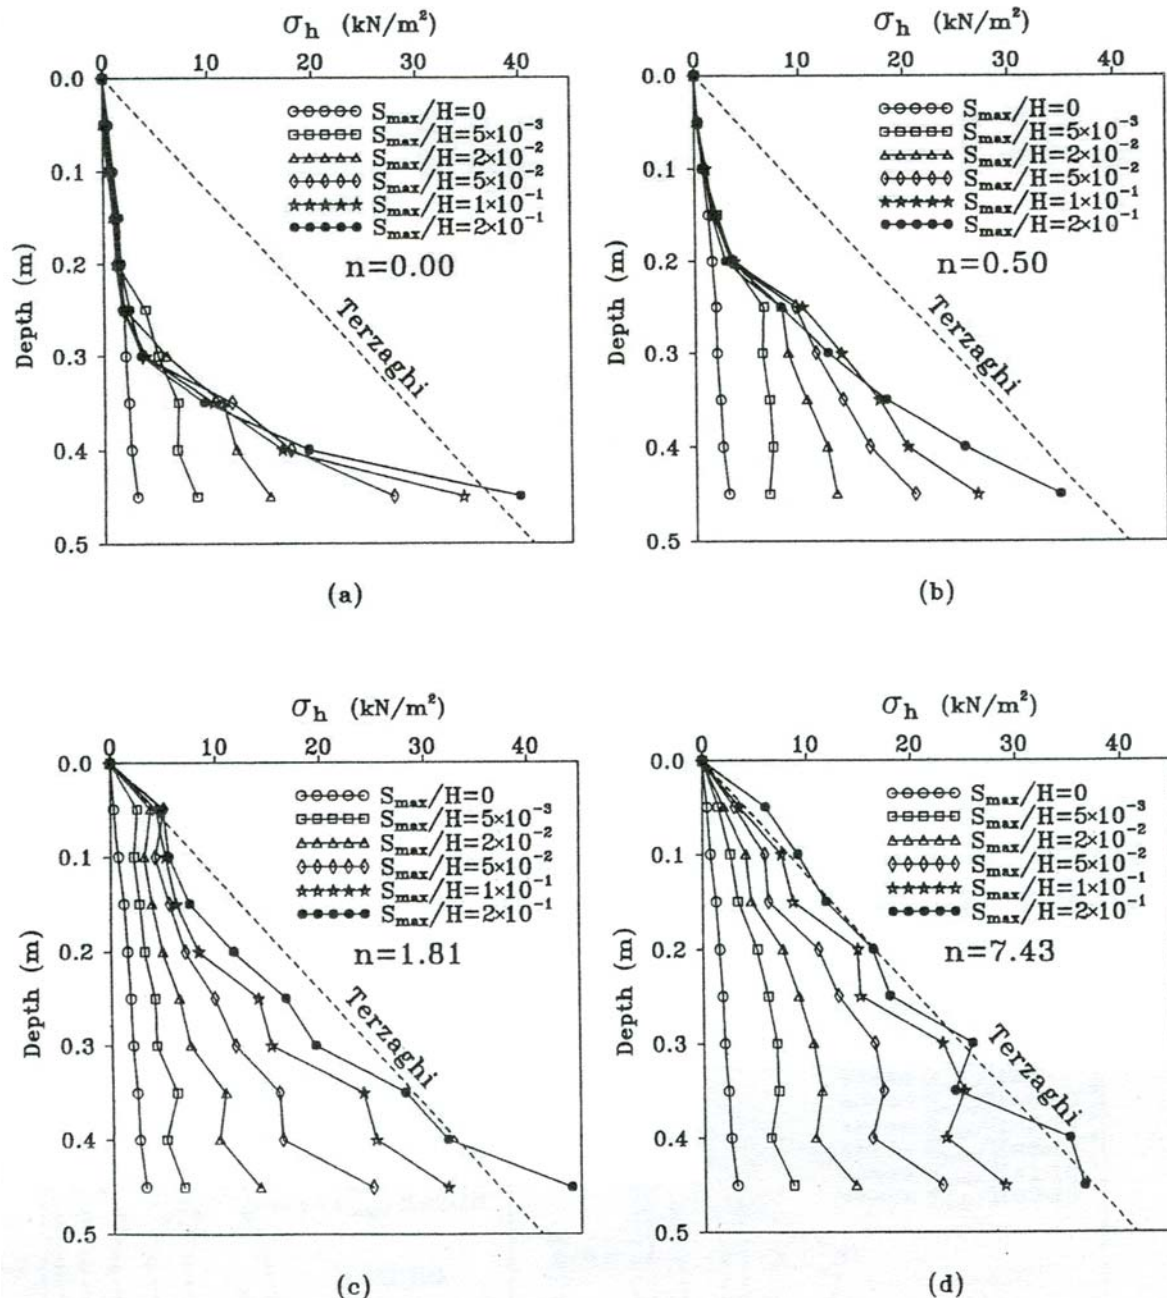 σh (kN/m²)
0 10 20 30 40
0.0
0.1
0.2
0.3
0.4
0.5
Depth (m)
Smax/H=0
Smax/H=5×10⁻³
Smax/H=2×10⁻²
Smax/H=5×10⁻²
Smax/H=1×10⁻¹
Smax/H=2×10⁻¹
n=0.00
Terzaghi
(a)
σh (kN/m²)
0 10 20 30 40
0.0
0.1
0.2
0.3
0.4
0.5
Depth (m)
Smax/H=0
Smax/H=5×10⁻³
Smax/H=2×10⁻²
Smax/H=5×10⁻²
Smax/H=1×10⁻¹
Smax/H=2×10⁻¹
n=0.50
Terzaghi
(b)
σh (kN/m²)
0 10 20 30 40
0.0
0.1
0.2
0.3
0.4
0.5
Depth (m)
Smax/H=0
Smax/H=5×10⁻³
Smax/H=2×10⁻²
Smax/H=5×10⁻²
Smax/H=1×10⁻¹
Smax/H=2×10⁻¹
n=1.81
Terzaghi
(c)
σh (kN/m²)
0 10 20 30 40
0.0
0.1
0.2
0.3
0.4
0.5
Depth (m)
Smax/H=0
Smax/H=5×10⁻³
Smax/H=2×10⁻²
Smax/H=5×10⁻²
Smax/H=1×10⁻¹
Smax/H=2×10⁻¹
n=7.43
Terzaghi
(d)